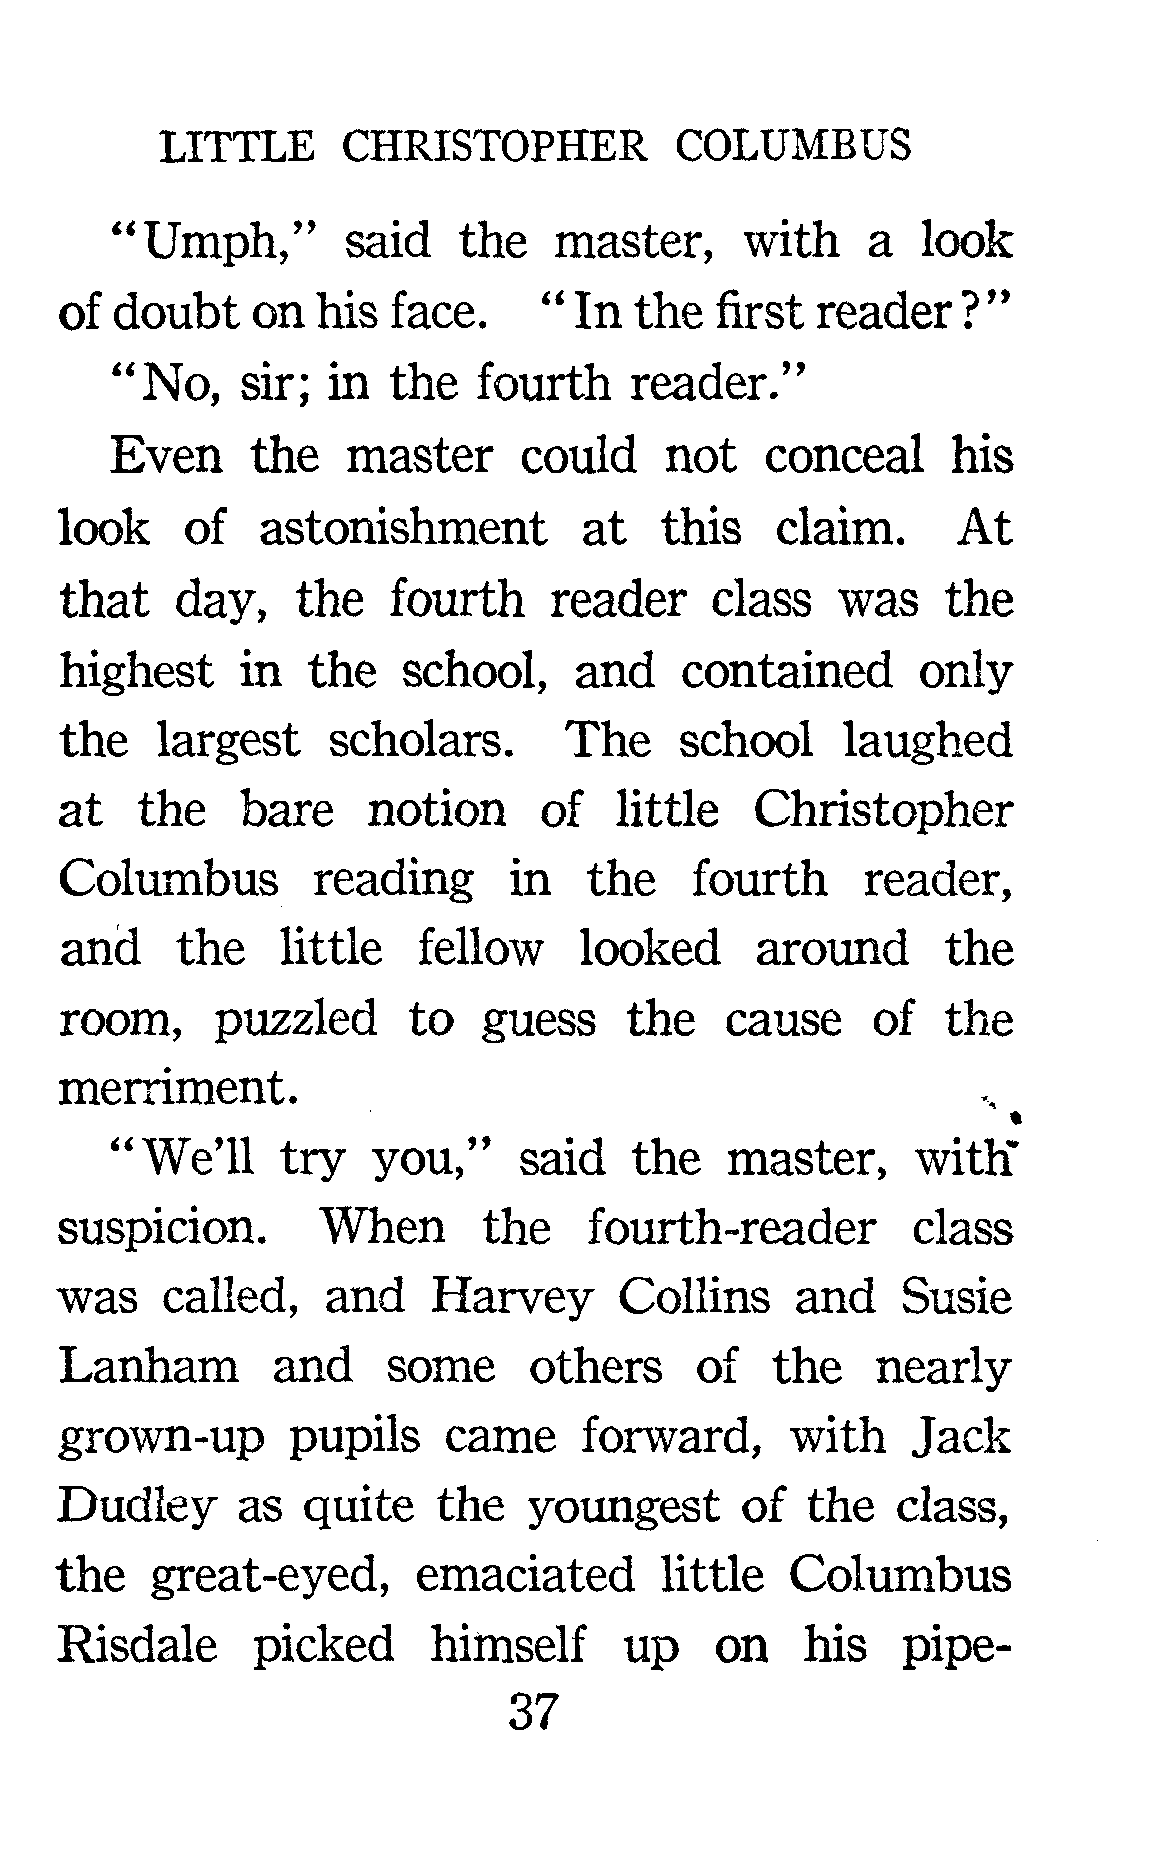 LITTLE CHRISTOPHER COLUMBUS
"Umph," said the master, with a look
of doubt on his face. "In the first reader?"
"No, sir; in the fourth reader."
Even the master could not conceal his
look of astonishment at this claim. At
that day, the fourth reader class was the
highest in the school, and contained only
the largest scholars. The school laughed
at the bare notion of little Christopher
Columbus reading in the fourth reader,
and the little fellow looked around the
room, puzzled to guess the cause of the
merriment.
"We'll try you," said the master, with
suspicion. When the fourth-reader class
was called, and Harvey Collins and Susie
Lanham and some others of the nearly
grown-up pupils came forward, with Jack
Dudley as quite the youngest of the class,
the great-eyed, emaciated little Columbus
Risdale picked himself up on his pipe-
37